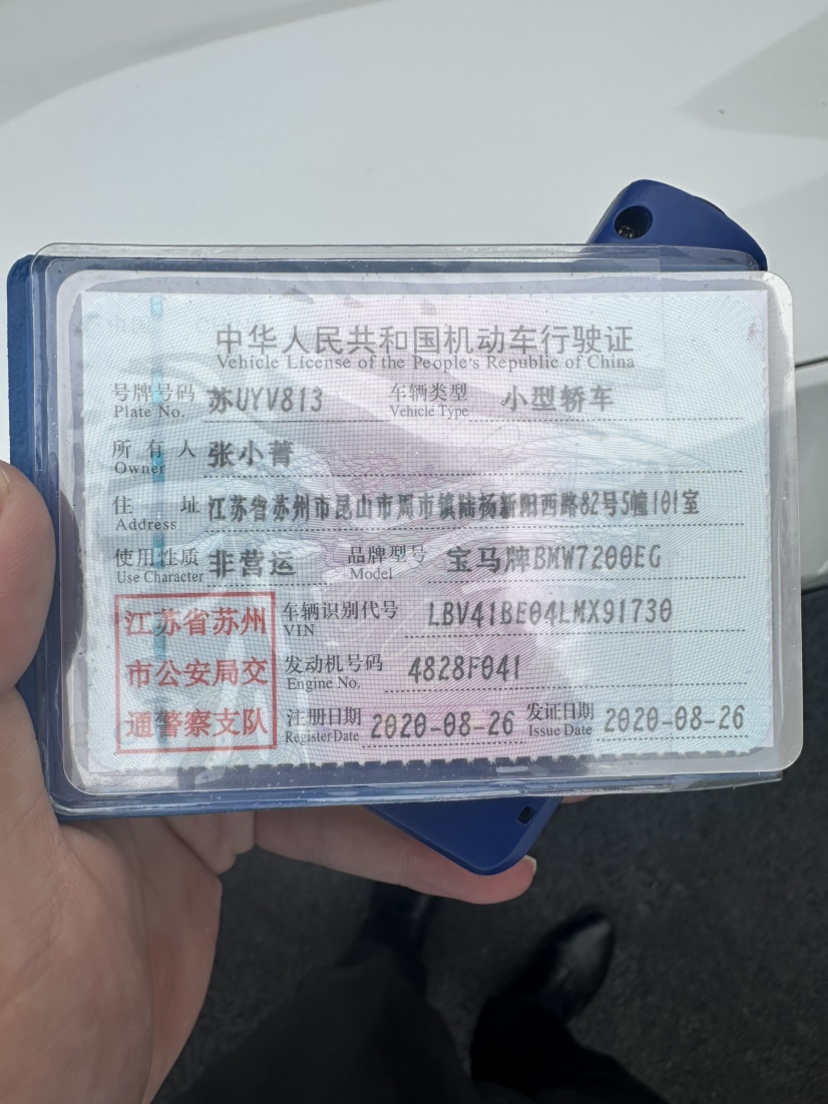 中华人民共和国机动车行驶证
Vehicle License of the People's Republic of China
号牌号码 苏UYV813 车辆类型 小型轿车
Plate No. Vehicle Type
所有人 张小菁
Owner
住址 江苏省苏州市昆山市周市镇陆杨新阳西路82号5幢101室
Address
使用性质 非营运 品牌型号 宝马牌BMW7200EG
Use Character Model
江苏省苏州 车辆识别代号 LBV41BE04LMX91730
VIN
市公安局交 发动机号码 4828F041
Engine No.
通警察支队 注册日期 2020-08-26 发证日期 2020-08-26
Register Date Issue Date